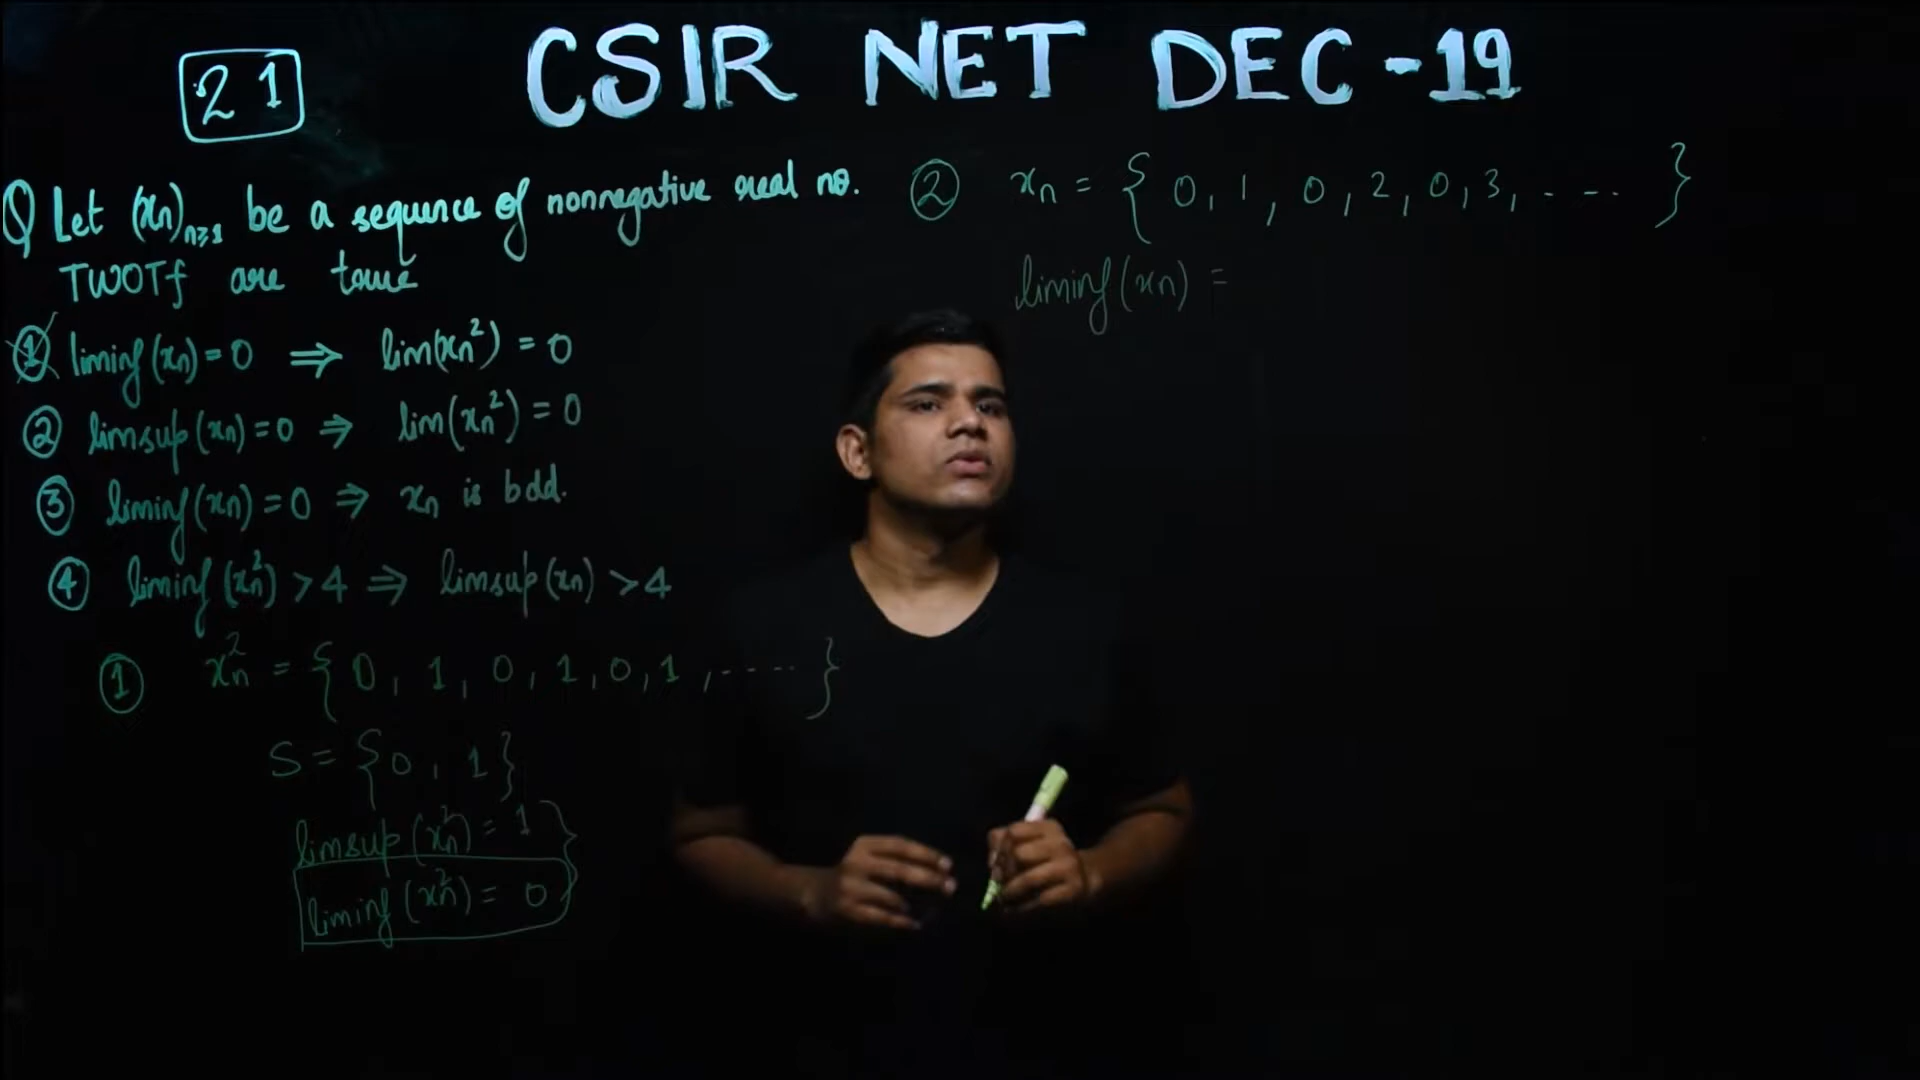 21
CSIR NET DEC-19
Q Let (xn)n≥1 be a sequence of nonnegative real no.
TWOTf are true
① liminf(xn)=0 ⇒ lim(xn²) = 0
② limsup(xn)=0 ⇒ lim(xn²) = 0
③ liminf(xn)=0 ⇒ xn is bdd.
④ liminf(xn²) >4 ⇒ limsup(xn) >4
① xn² = { 0, 1, 0, 1, 0, 1, ..... }
S = {0, 1}
limsup(xn²) = 1
liminf(xn²) = 0
② xn = { 0, 1, 0, 2, 0, 3, ..... }
liminf(xn) =